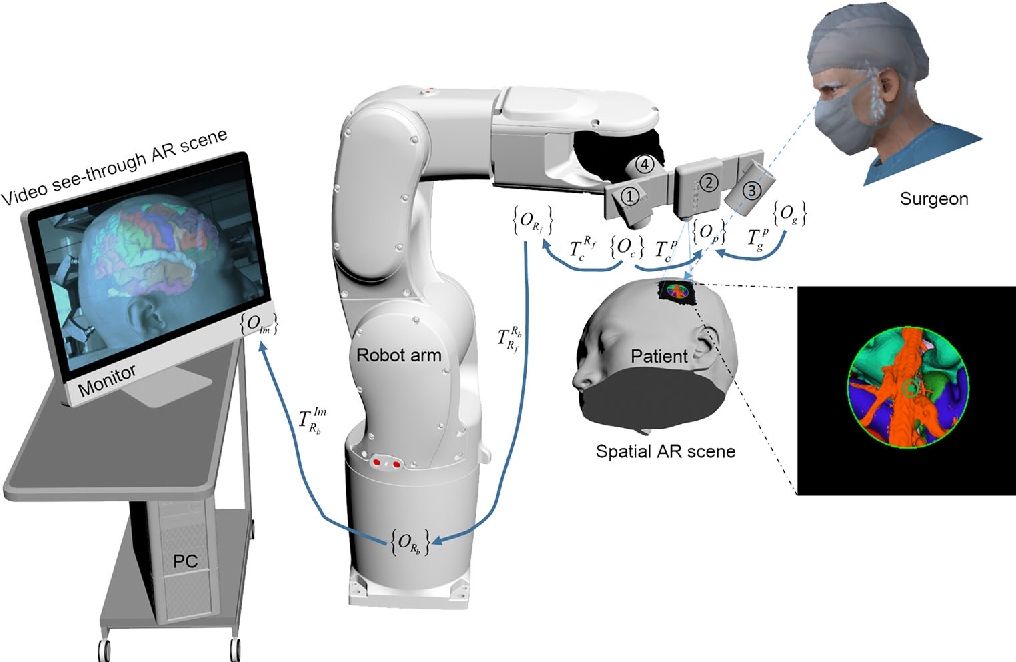 Video see-through AR scene
Monitor
PC
Robot arm
Surgeon
Patient
Spatial AR scene
①
②
③
④
{O_{R_f}}
{O_c}
{O_p}
{O_g}
T_c^{R_f}
T_c^p
T_g^p
T_{R_f}^{R_b}
{O_{Im}}
T_{R_b}^{Im}
{O_{R_b}}